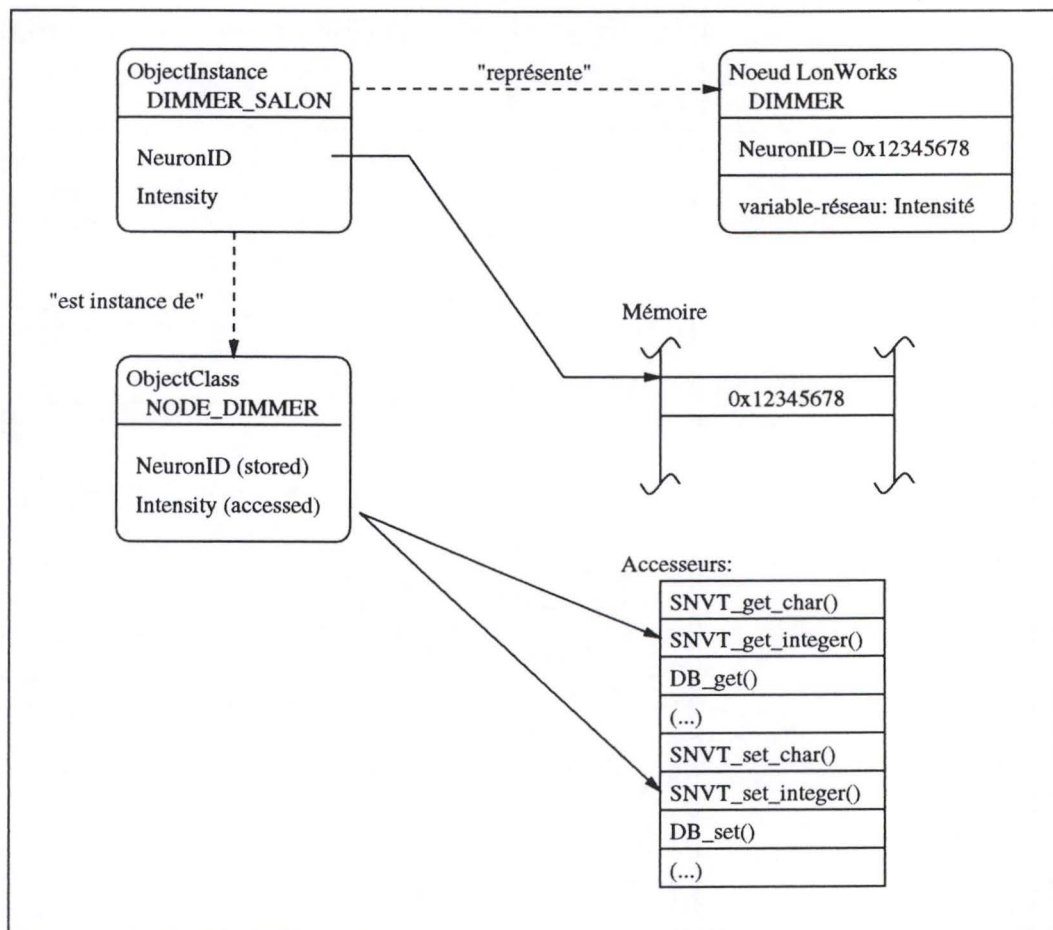 ObjectInstance
DIMMER_SALON
NeuronID
Intensity
"représente"
Noeud LonWorks
DIMMER
NeuronID= 0x12345678
variable-réseau: Intensité
"est instance de"
ObjectClass
NODE_DIMMER
NeuronID (stored)
Intensity (accessed)
Mémoire
0x12345678
Accesseurs:
SNVT_get_char()
SNVT_get_integer()
DB_get()
(...)
SNVT_set_char()
SNVT_set_integer()
DB_set()
(...)